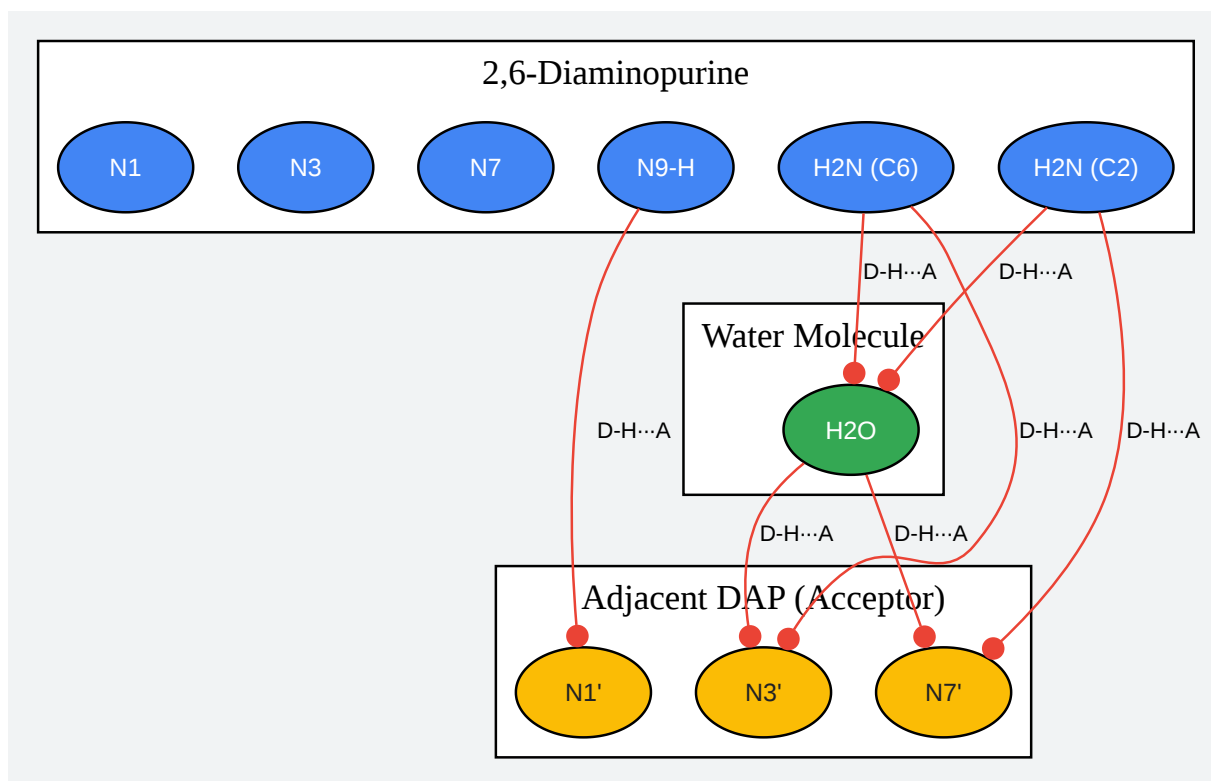 2,6-Diaminopurine
N1
N3
N7
N9-H
H2N (C6)
H2N (C2)
D-H···A
D-H···A
Water Molecule
H2O
D-H···A
D-H···A
D-H···A
D-H···A
D-H···A
Adjacent DAP (Acceptor)
N1'
N3'
N7'